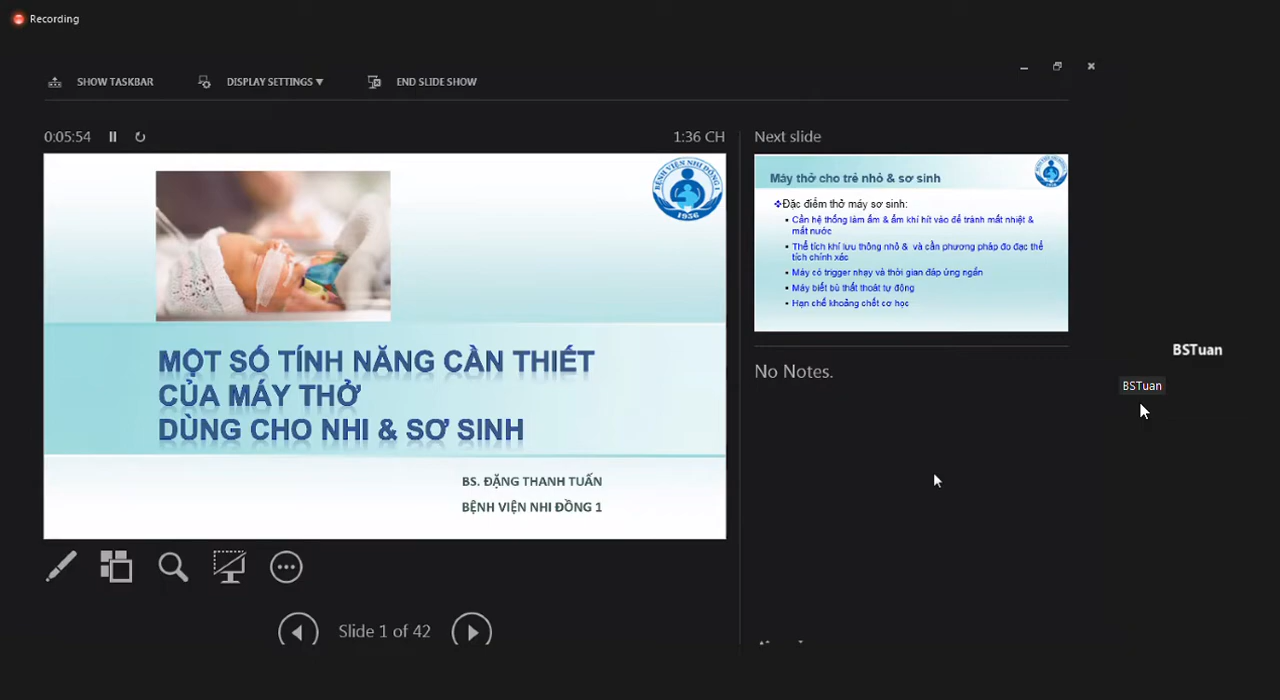 Recording
SHOW TASKBAR
DISPLAY SETTINGS ▾
END SLIDE SHOW
0:05:54
1:36 CH
Next slide
BỆNH VIỆN NHI ĐỒNG 1
1956
MỘT SỐ TÍNH NĂNG CẦN THIẾT
CỦA MÁY THỞ
DÙNG CHO NHI & SƠ SINH
BS. ĐẶNG THANH TUẤN
BỆNH VIỆN NHI ĐỒNG 1
Máy thở cho trẻ nhỏ & sơ sinh
❖Đặc điểm thở máy sơ sinh:
▪ Cần hệ thống làm ấm & ẩm khí hít vào để tránh mất nhiệt &
mất nước
▪ Thể tích khí lưu thông nhỏ & và cần phương pháp đo đạc thể
tích chính xác
▪ Máy có trigger nhạy và thời gian đáp ứng ngắn
▪ Máy biết bù thất thoát tự động
▪ Hạn chế khoảng chết cơ học
No Notes.
BSTuan
BSTuan
Slide 1 of 42